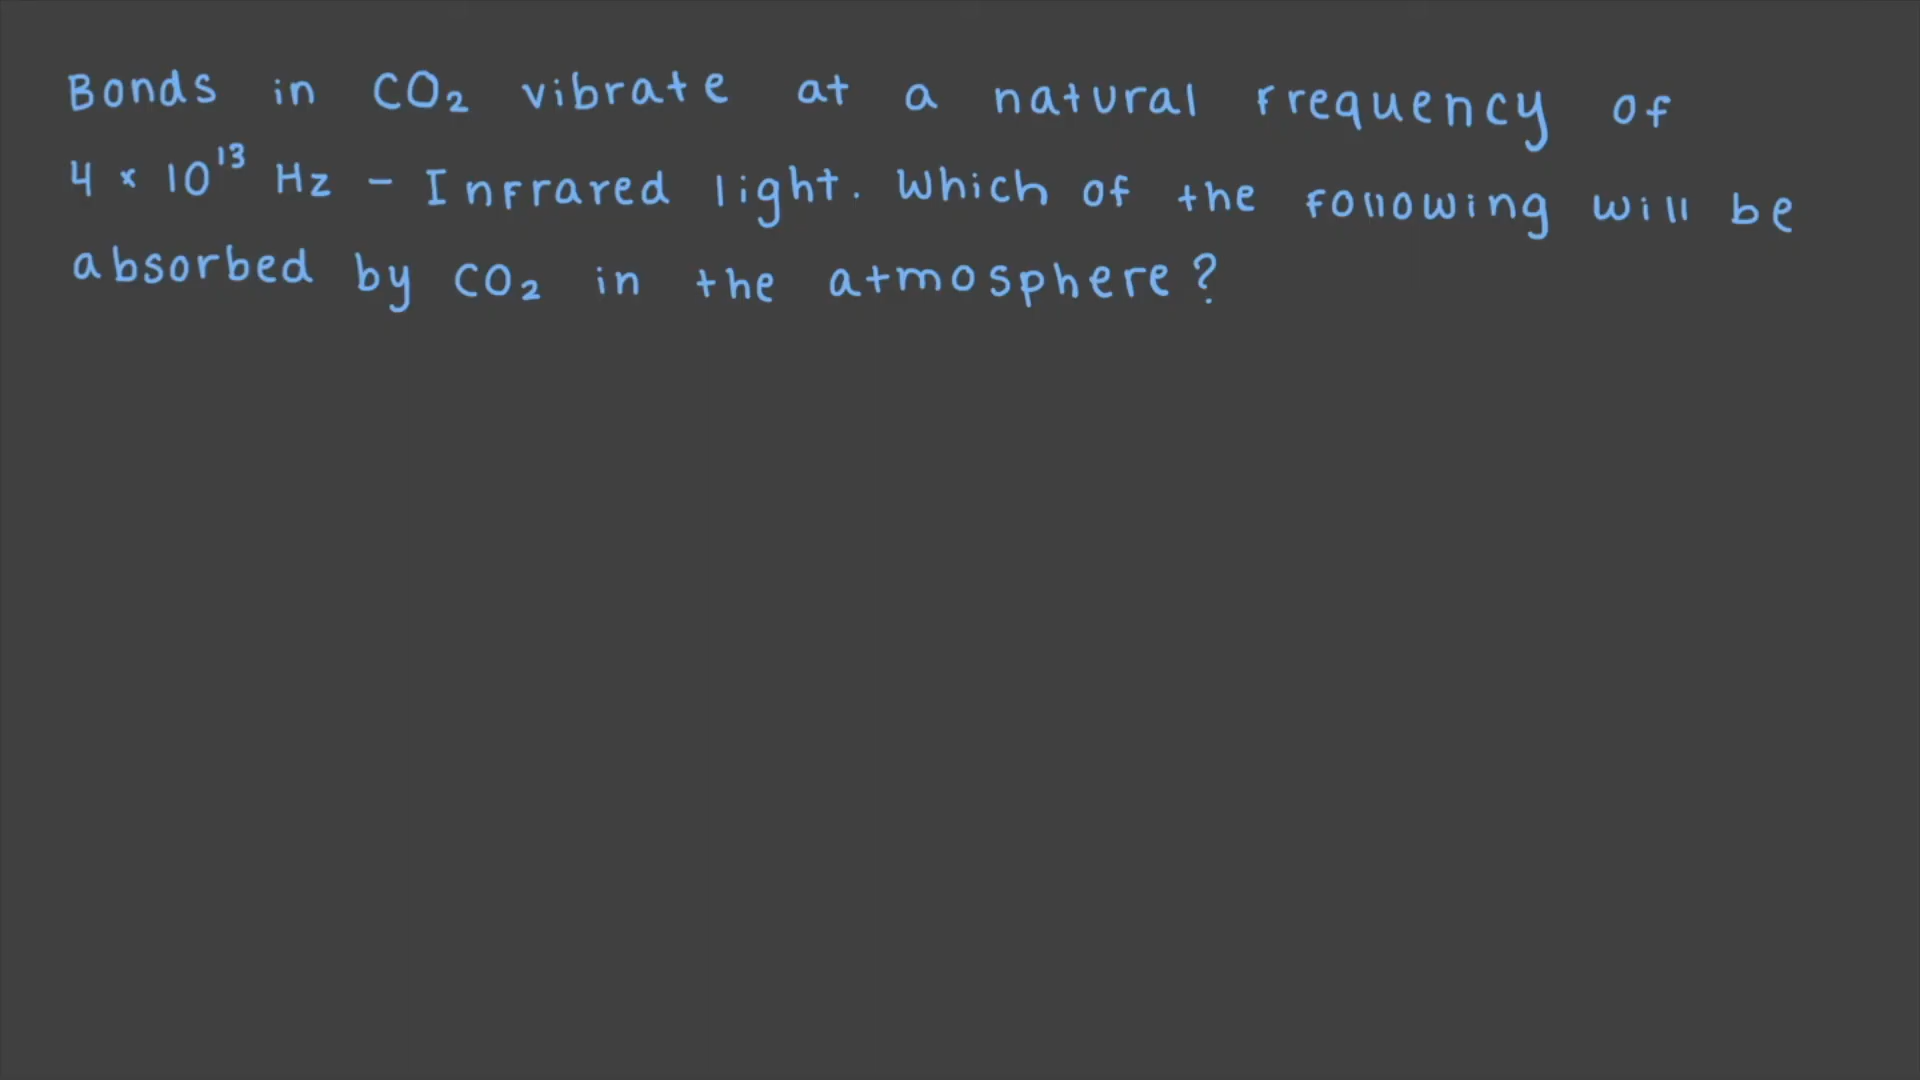 Bonds in CO₂ vibrate at a natural frequency of
4 × 10¹³ Hz - Infrared light. Which of the following will be
absorbed by CO₂ in the atmosphere?